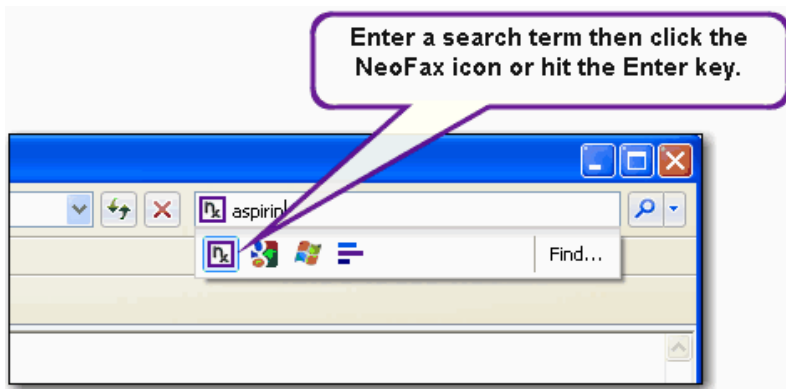 Enter a search term then click the
NeoFax icon or hit the Enter key.
aspirin
Find...